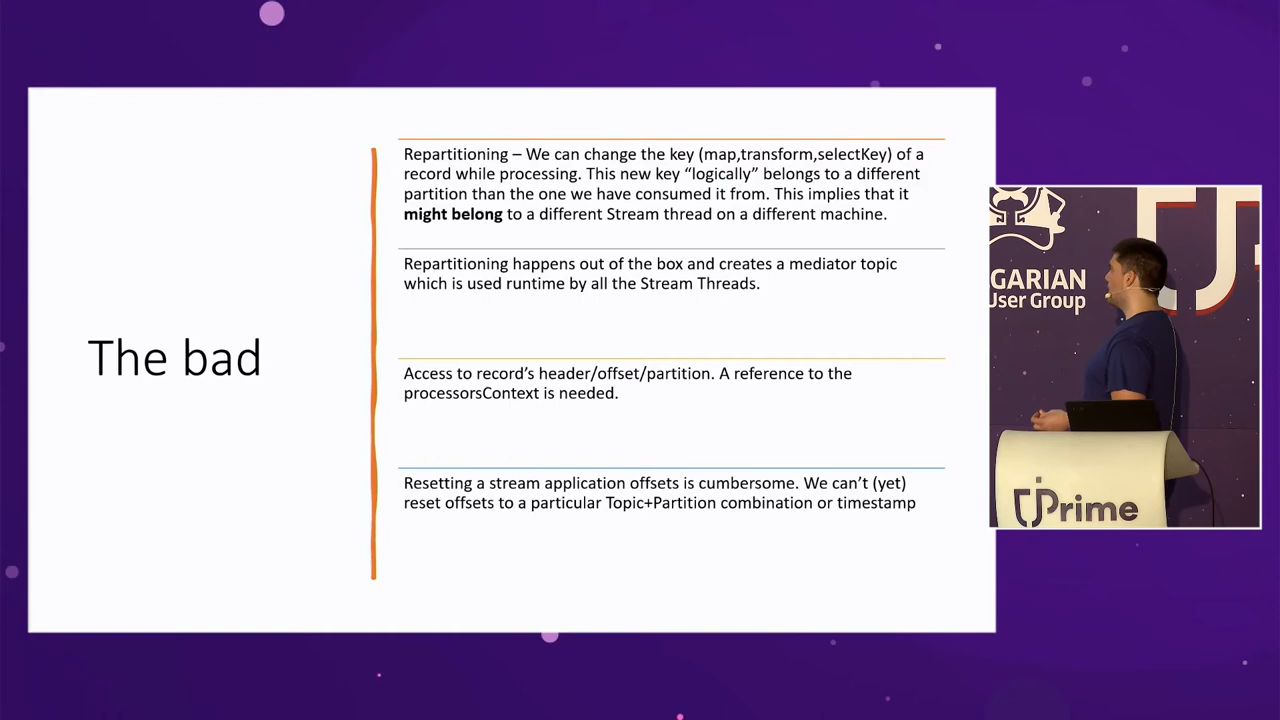 The bad
Repartitioning – We can change the key (map,transform,selectKey) of a
record while processing. This new key “logically” belongs to a different
partition than the one we have consumed it from. This implies that it
might belong to a different Stream thread on a different machine.
Repartitioning happens out of the box and creates a mediator topic
which is used runtime by all the Stream Threads.
Access to record’s header/offset/partition. A reference to the
processorsContext is needed.
Resetting a stream application offsets is cumbersome. We can’t (yet)
reset offsets to a particular Topic+Partition combination or timestamp
GARIAN
User Group
jPrime